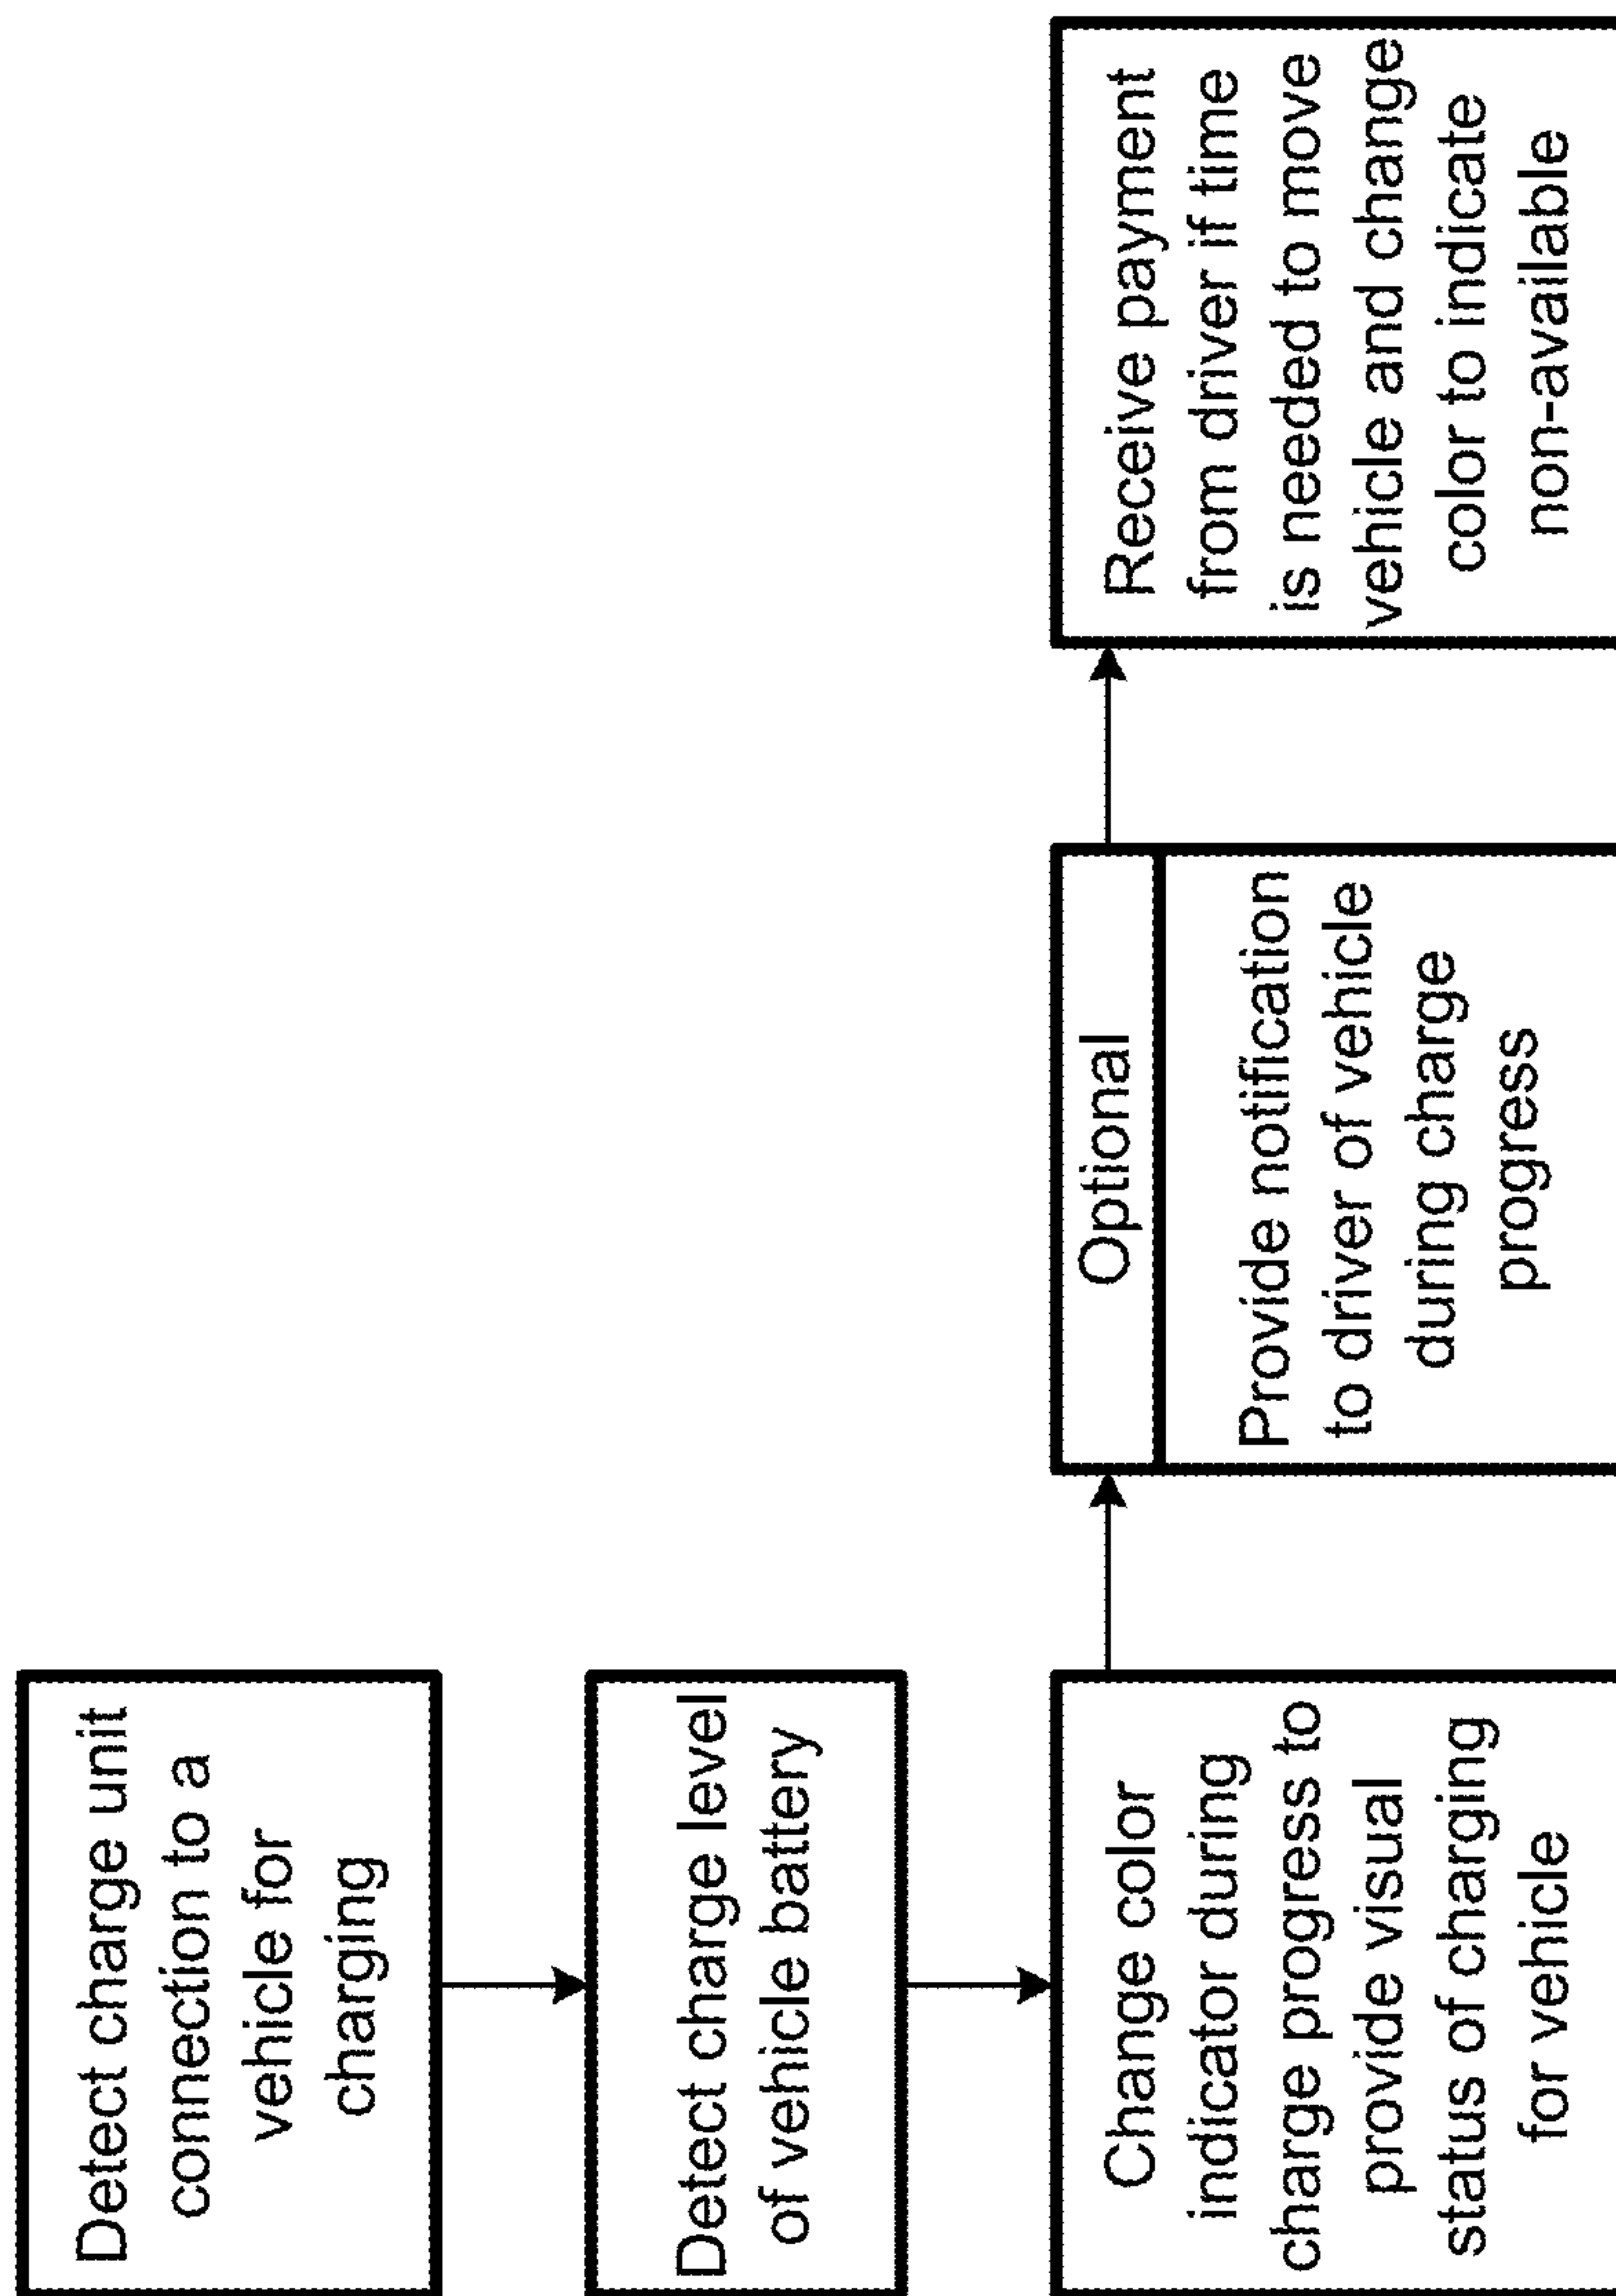 Detect charge unit
connection to a
vehicle for
charging
Detect charge level
of vehicle battery
Change color
indicator during
charge progress to
provide visual
status of charging
for vehicle
Optional
Provide notification
to driver of vehicle
during charge
progress
Receive payment
from driver if time
is needed to move
vehicle and change
color to indicate
non-available